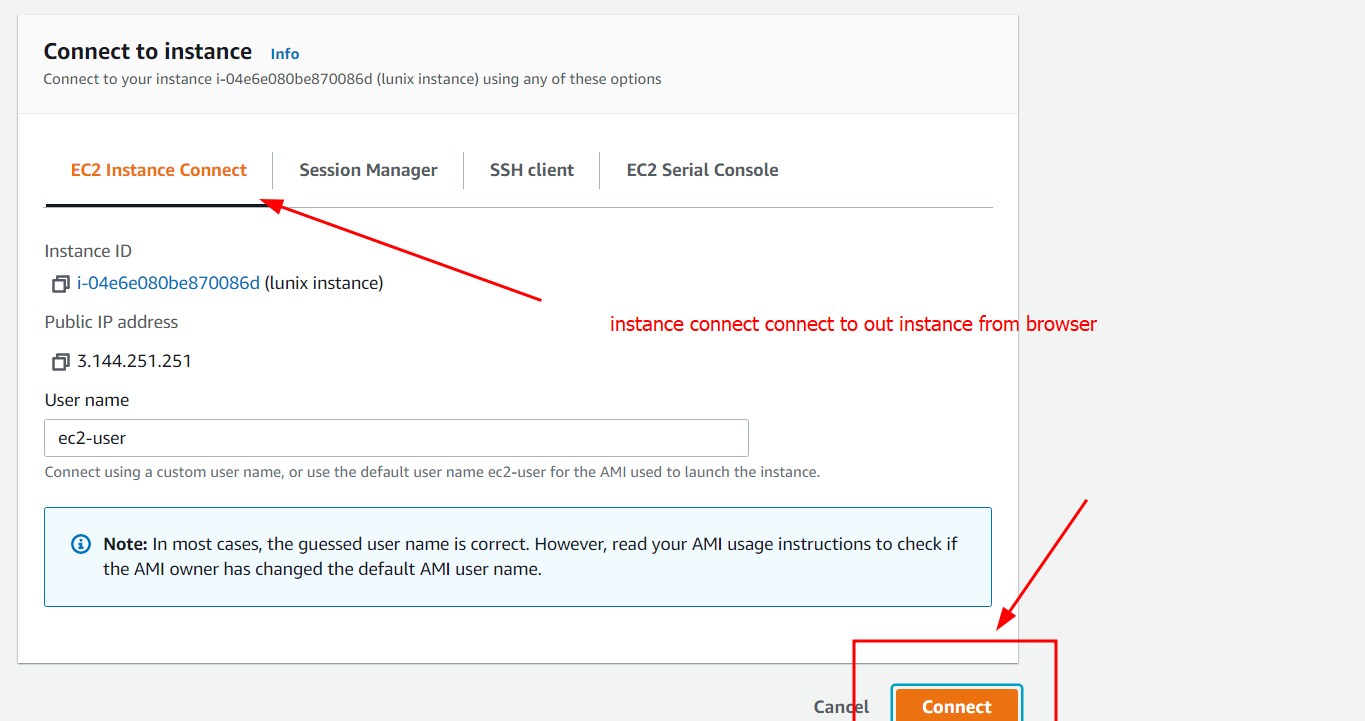 Connect to instance Info
Connect to your instance i-04e6e080be870086d (lunix instance) using any of these options
EC2 Instance Connect Session Manager SSH client EC2 Serial Console
Instance ID
i-04e6e080be870086d (lunix instance)
instance connect connect to out instance from browser
Public IP address
3.144.251.251
User name
ec2-user
Connect using a custom user name, or use the default user name ec2-user for the AMI used to launch the instance.
Note: In most cases, the guessed user name is correct. However, read your AMI usage instructions to check if
the AMI owner has changed the default AMI user name.
Cancel Connect